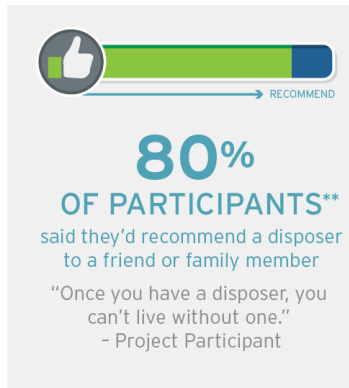 RECOMMEND
80%
OF PARTICIPANTS**
said they'd recommend a disposer
to a friend or family member
“Once you have a disposer, you
can't live without one.”
– Project Participant